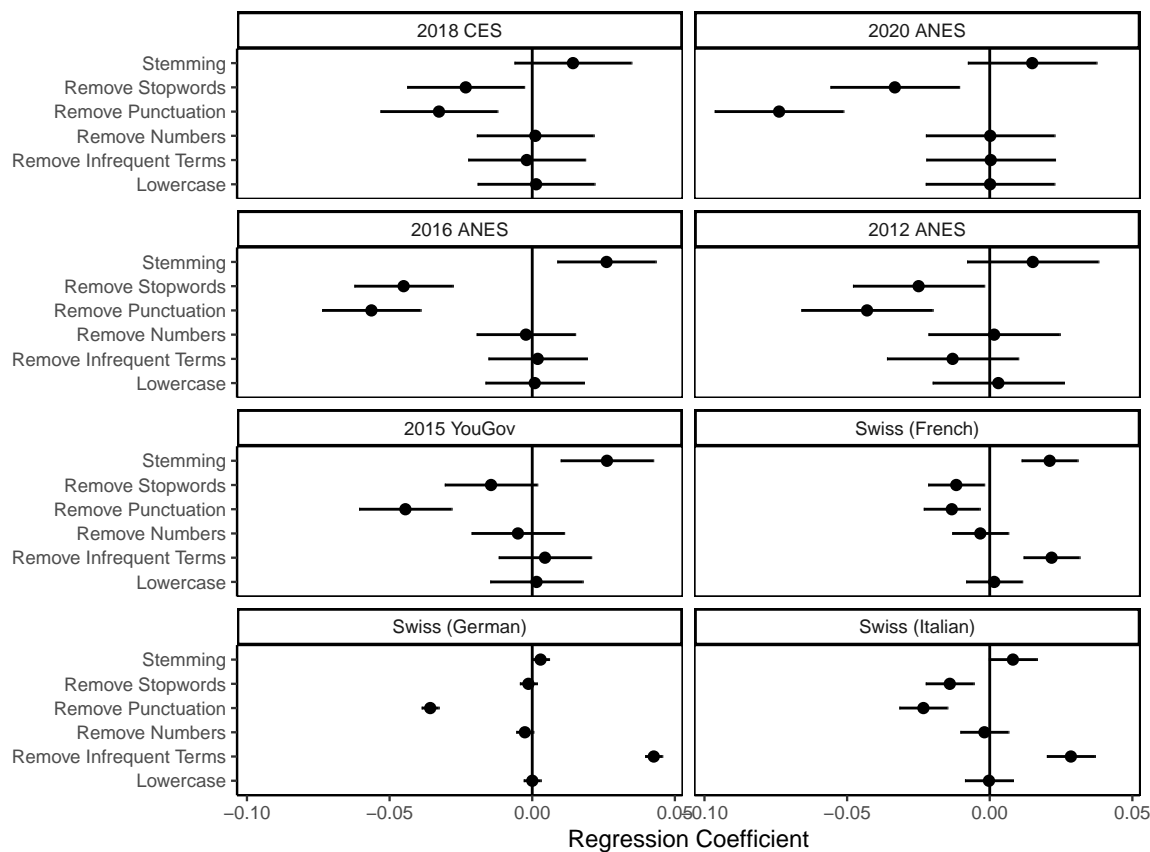 2018 CES
2020 ANES
Stemming
Remove Stopwords
Remove Punctuation
Remove Numbers
Remove Infrequent Terms
Lowercase
2016 ANES
2012 ANES
Stemming
Remove Stopwords
Remove Punctuation
Remove Numbers
Remove Infrequent Terms
Lowercase
2015 YouGov
Swiss (French)
Stemming
Remove Stopwords
Remove Punctuation
Remove Numbers
Remove Infrequent Terms
Lowercase
Swiss (German)
Swiss (Italian)
Stemming
Remove Stopwords
Remove Punctuation
Remove Numbers
Remove Infrequent Terms
Lowercase
−0.10 −0.05 0.00 0.05 −0.10 −0.05 0.00 0.05
Regression Coefficient